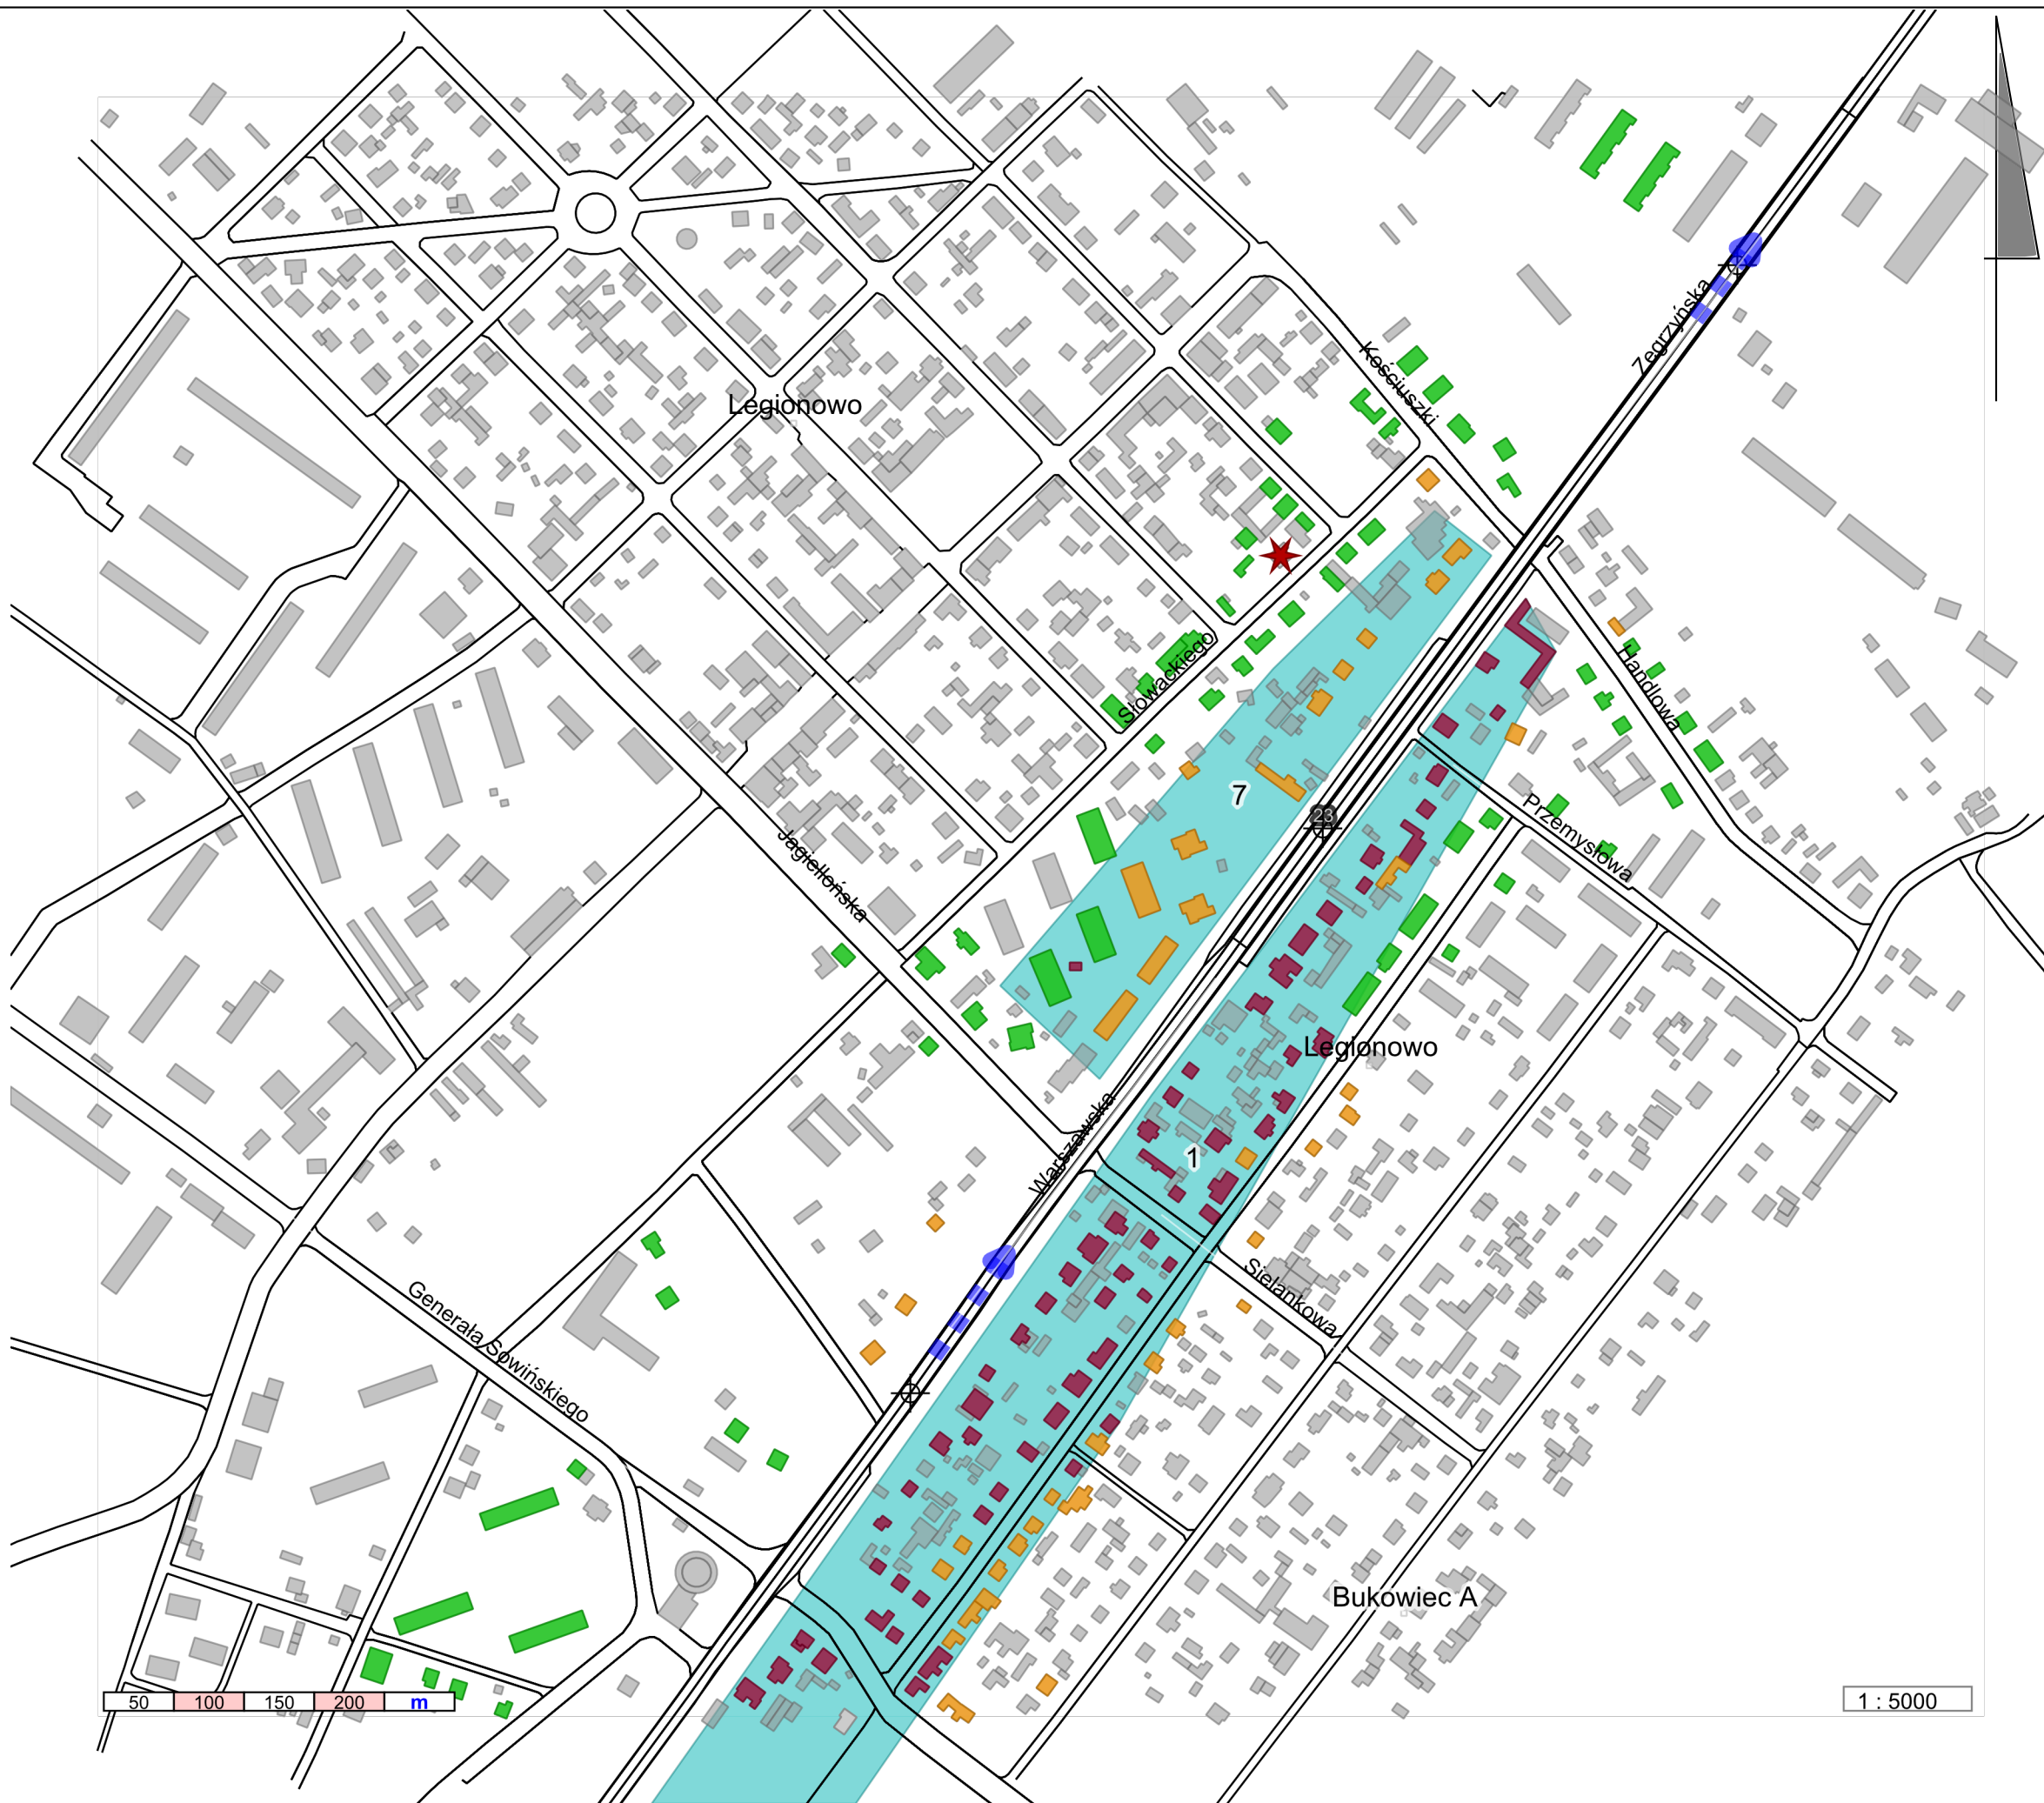 Zegrzyńska
Kościuszki
Legionowo
Słowackiego
Handlowa
7
23
Przemysłowa
Jagiellońska
Legionowo
Warszawska
1
Sielankowa
Generała Sowińskiego
Bukowiec A
50 100 150 200 m
1 : 5000